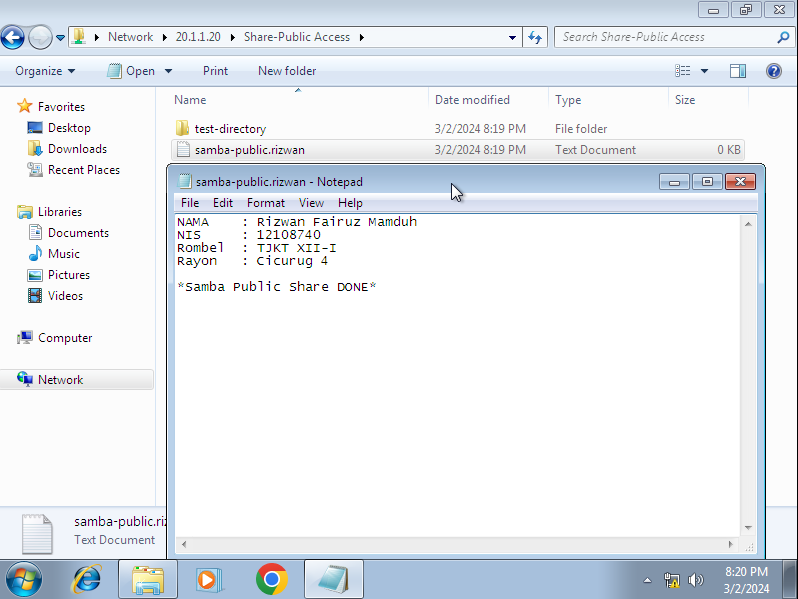 Network 20.1.1.20 Share-Public Access
Search Share-Public Access
Organize Open Print New folder
Name Date modified Type Size
test-directory 3/2/2024 8:19 PM File folder
samba-public.rizwan 3/2/2024 8:19 PM Text Document 0 KB
Favorites
Desktop
Downloads
Recent Places
Libraries
Documents
Music
Pictures
Videos
Computer
Network
samba-public.rizwan - Notepad
File Edit Format View Help
NAMA : Rizwan Fairuz Mamduh
NIS : 12108740
Rombel : TJKT XII-I
Rayon : Cicurug 4
*Samba Public Share DONE*
samba-public.riz
Text Document
8:20 PM
3/2/2024